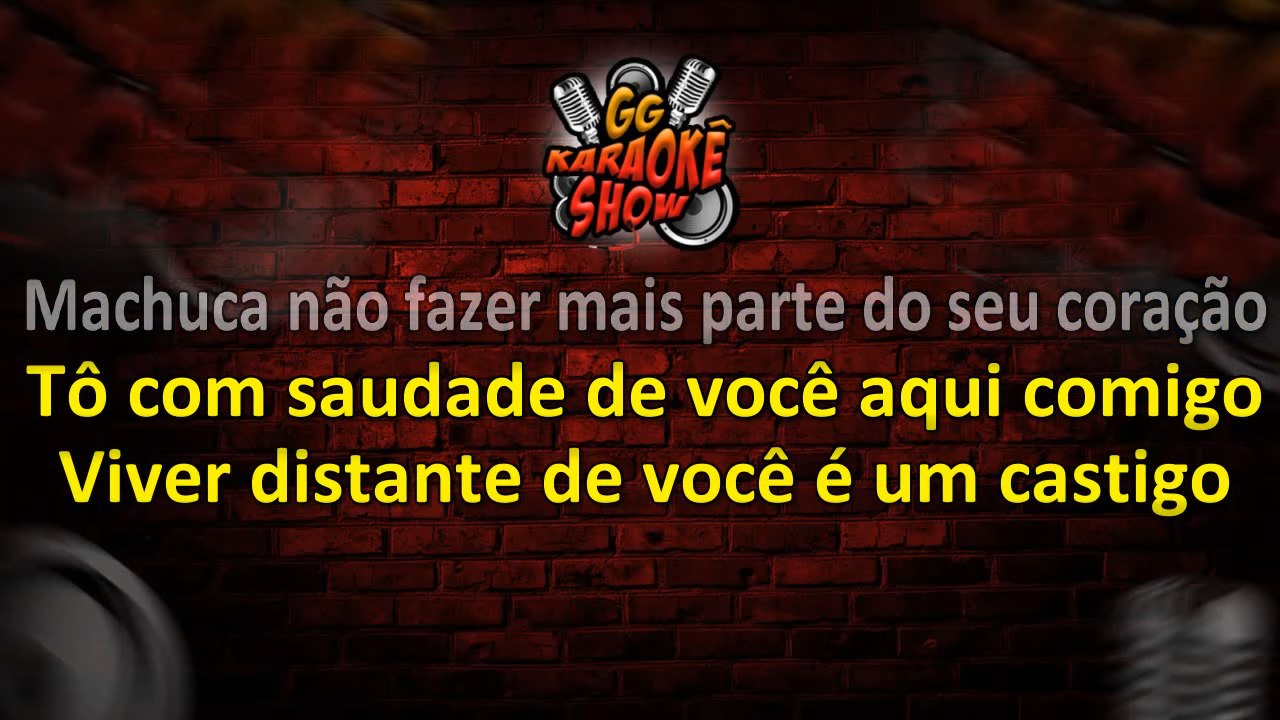 GG
KARAOKÊ
SHOW
Machuca não fazer mais parte do seu coração
Tô com saudade de você aqui comigo
Viver distante de você é um castigo